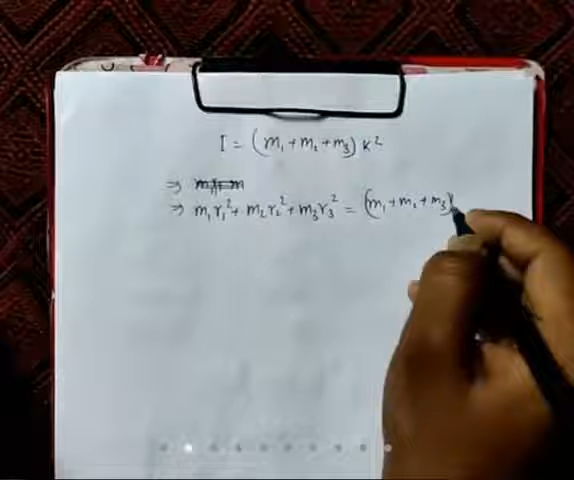 I = (m₁ + m₂ + m₃) K²
⇒
⇒ m₁r₁² + m₂r₂² + m₃r₃² = (m₁ + m₂ + m₃)